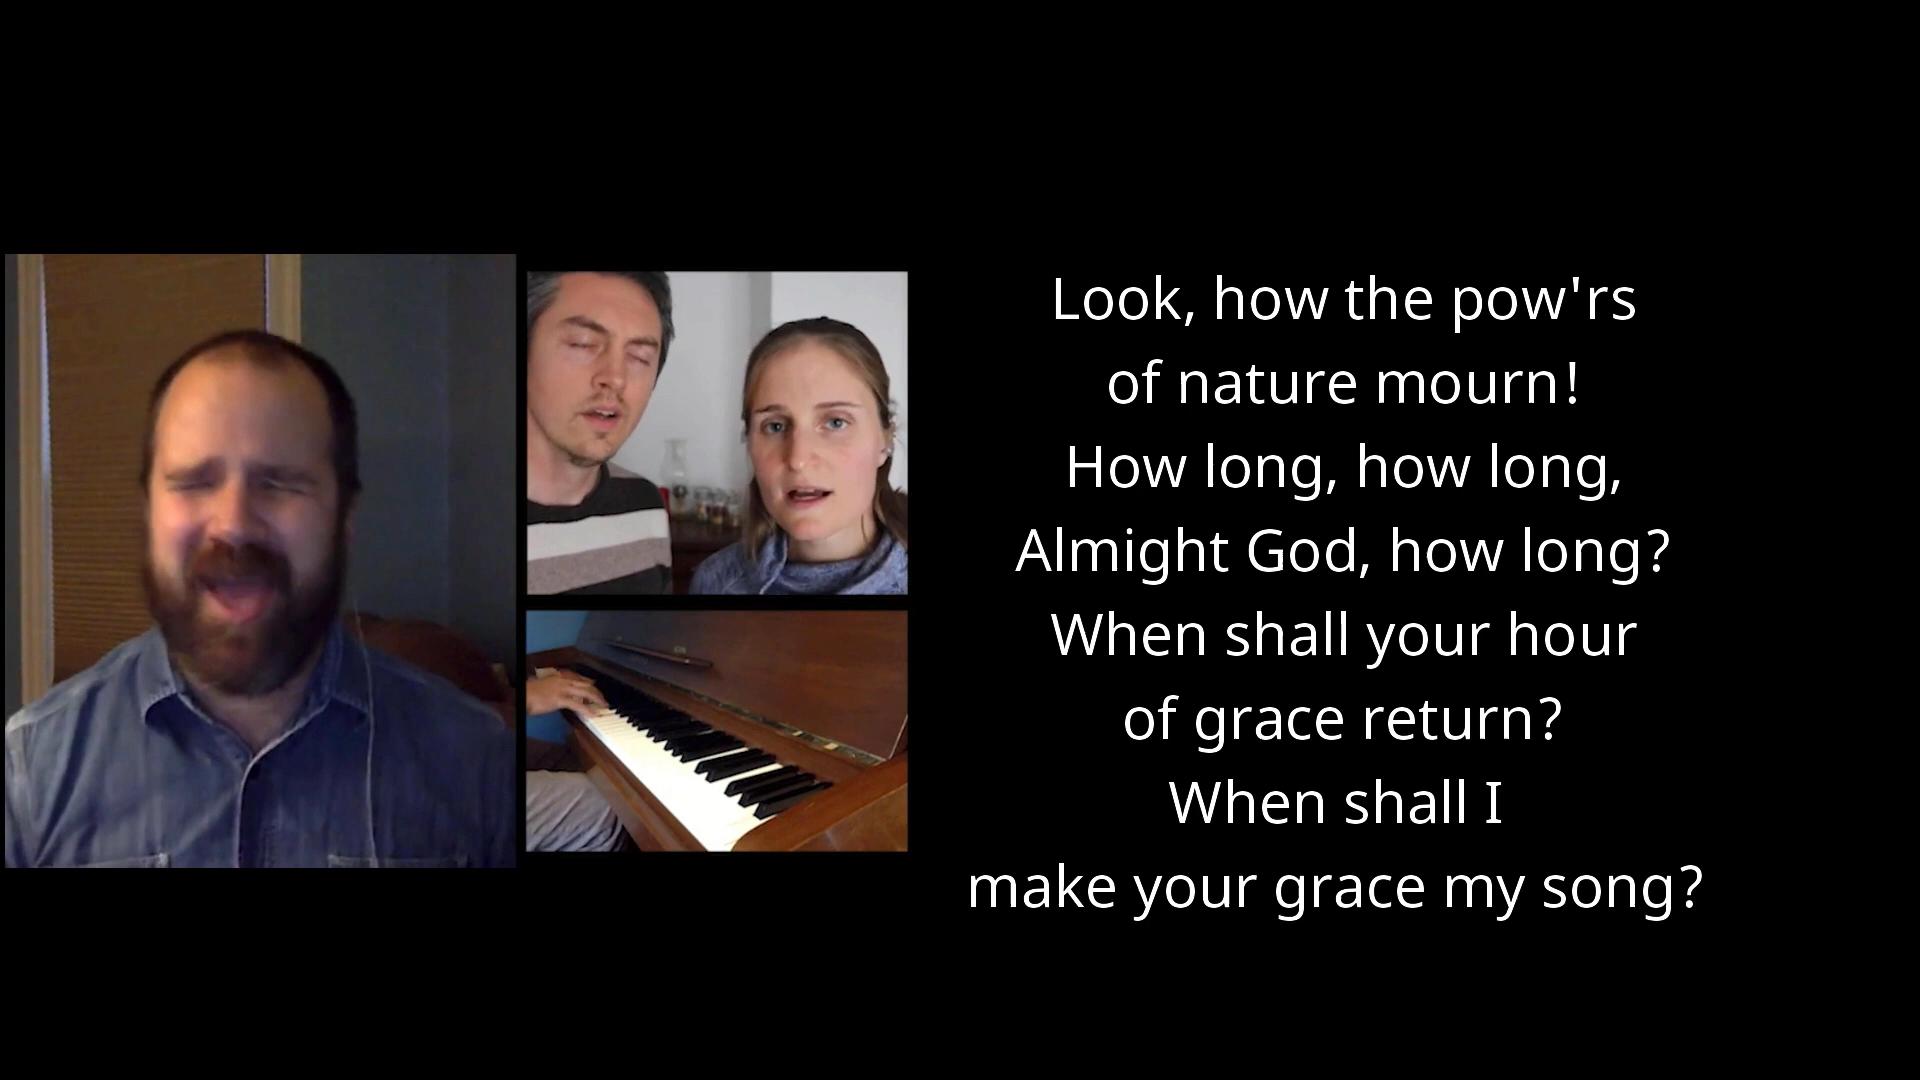 Look, how the pow'rs
of nature mourn!
How long, how long,
Almight God, how long?
When shall your hour
of grace return?
When shall I
make your grace my song?